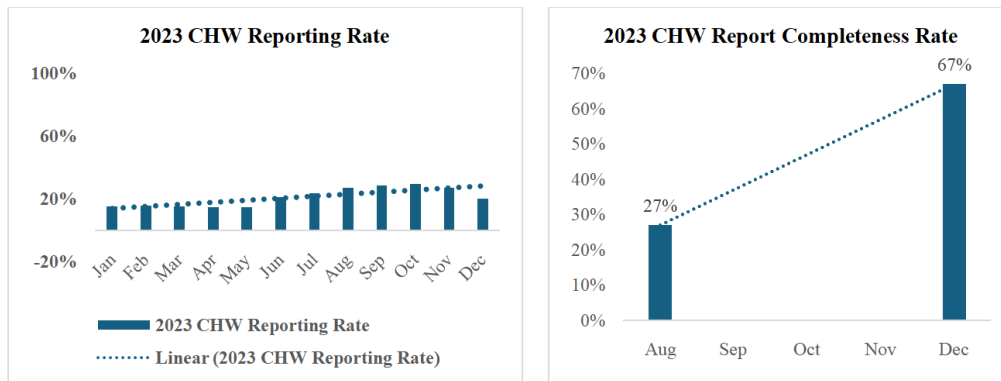 2023 CHW Reporting Rate
100%
60%
20%
-20%
Jan Feb Mar Apr May Jun Jul Aug Sep Oct Nov Dec
2023 CHW Reporting Rate
Linear (2023 CHW Reporting Rate)
2023 CHW Report Completeness Rate
67%
70%
60%
50%
40%
30%
27%
20%
10%
0%
Aug Sep Oct Nov Dec